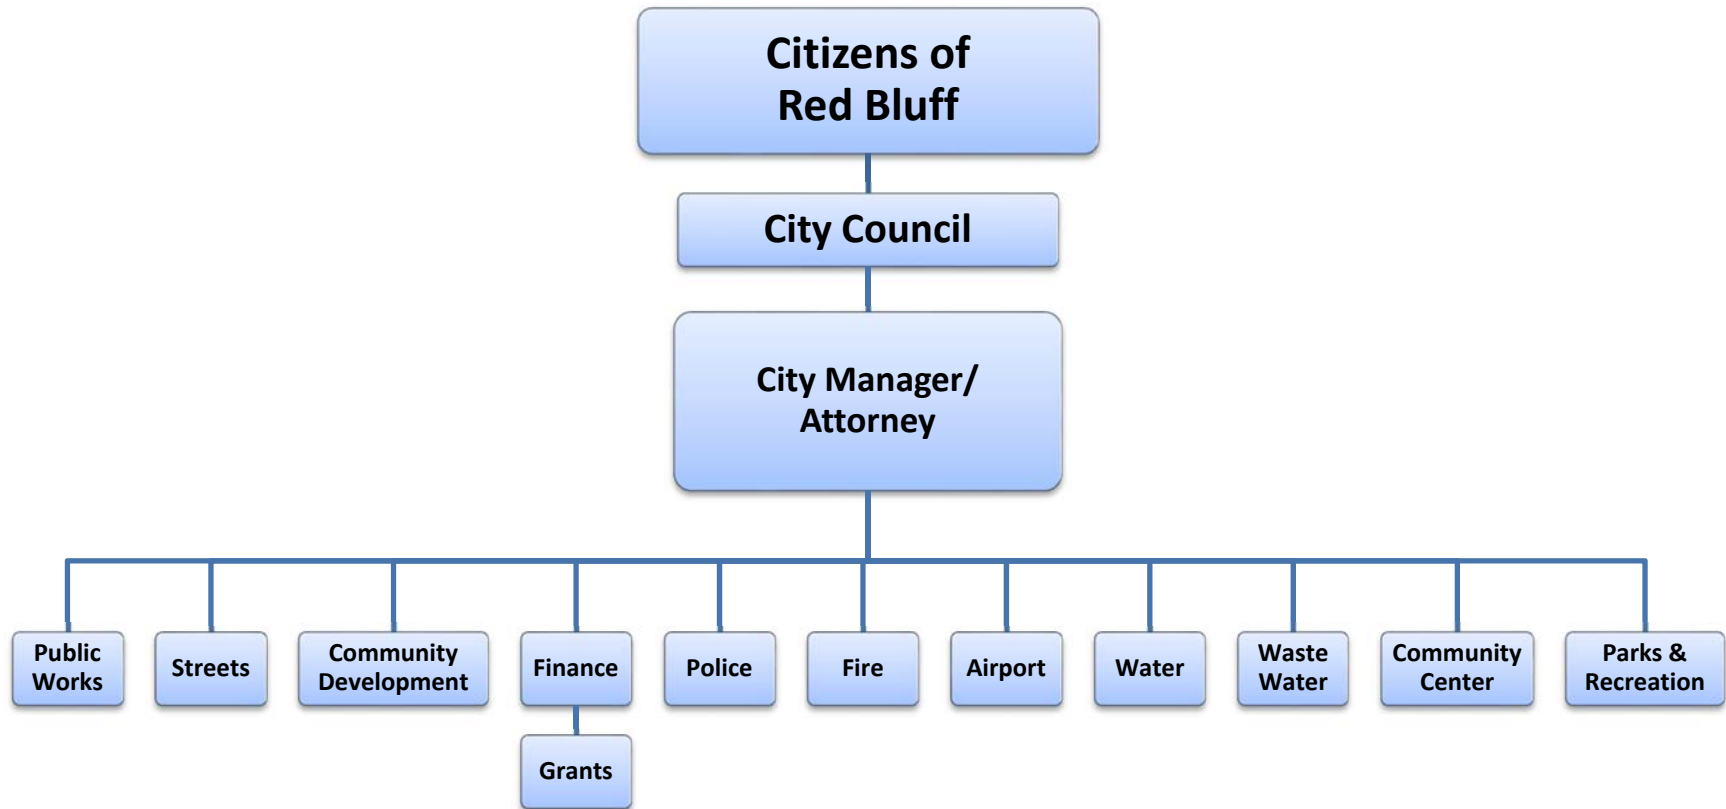 Citizens of
Red Bluff
City Council
City Manager/
Attorney
Public
Works
Streets
Community
Development
Finance
Police
Fire
Airport
Water
Waste
Water
Community
Center
Parks &
Recreation
Grants